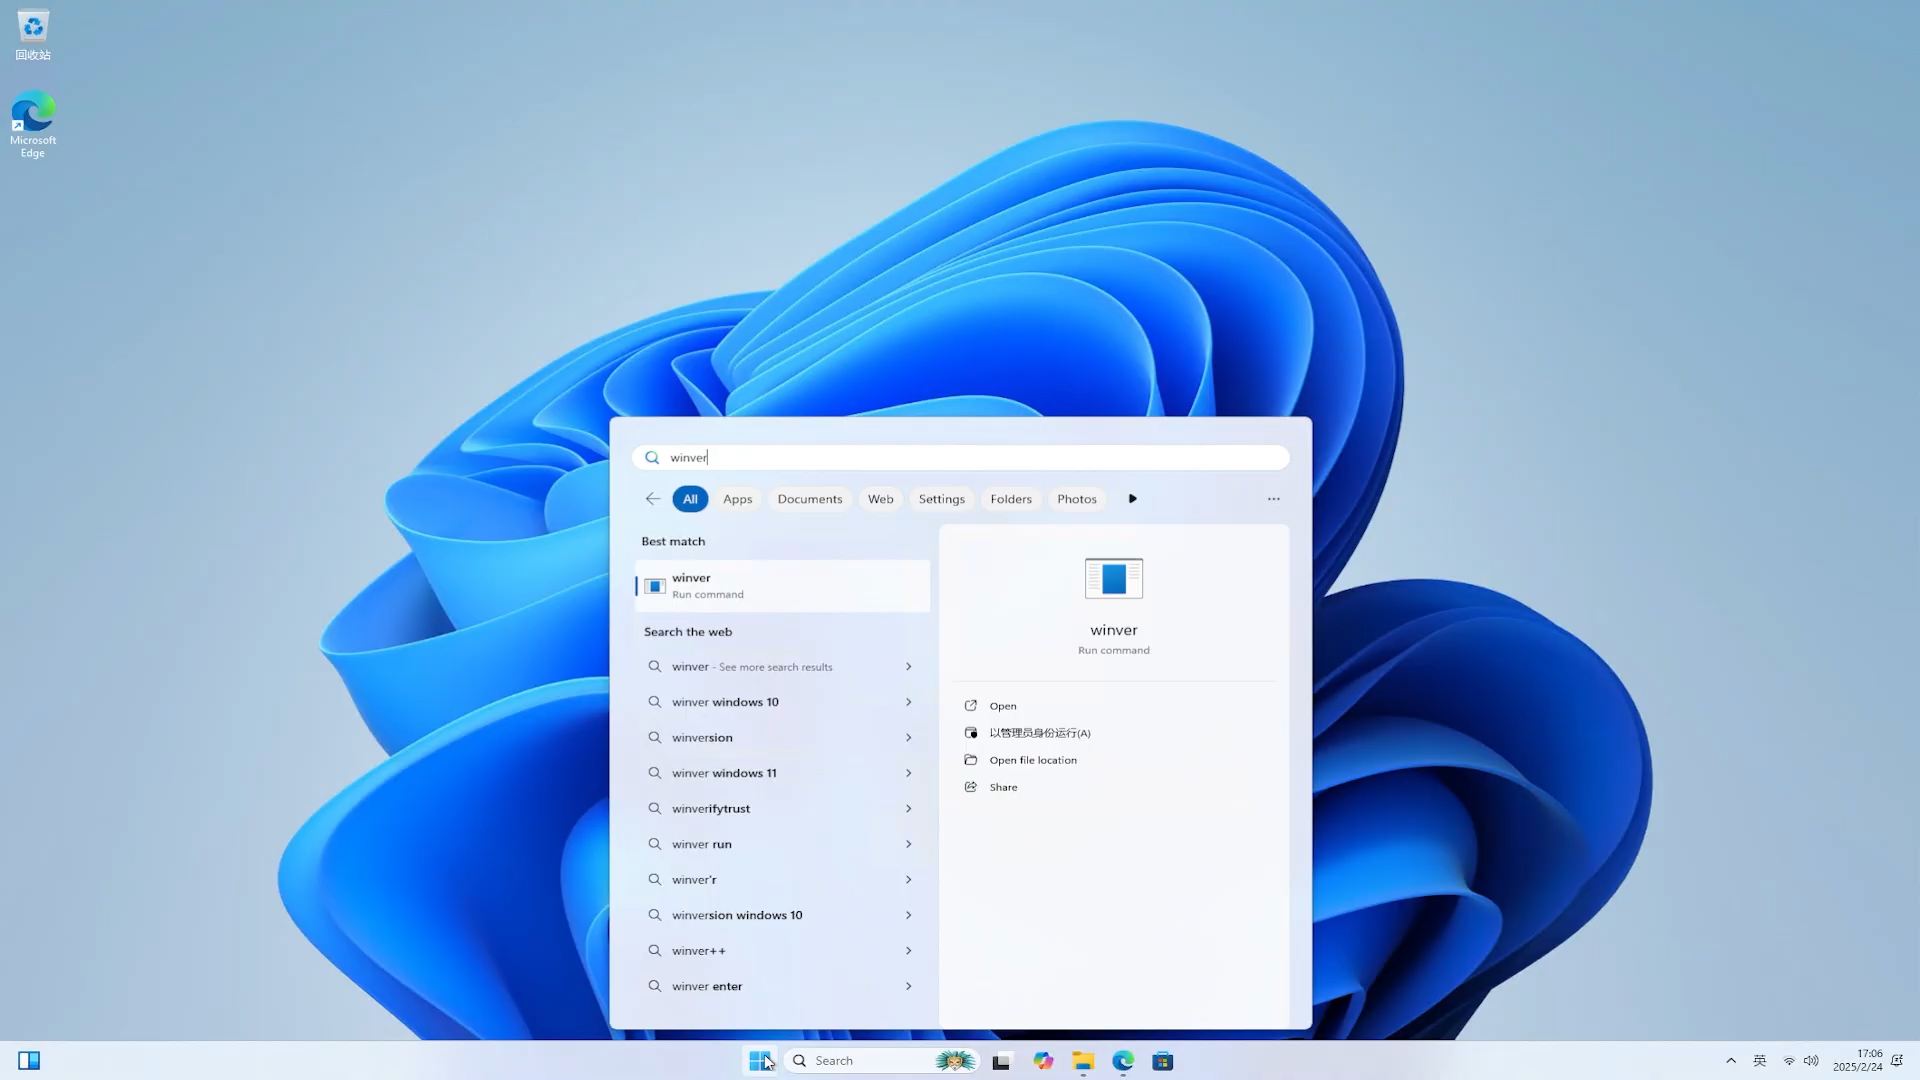 回收站
Microsoft
Edge
winver
All Apps Documents Web Settings Folders Photos
Best match
winver
Run command
Search the web
winver - See more search results
winver windows 10
winversion
winver windows 11
winverifytrust
winver run
winver'r
winversion windows 10
winver++
winver enter
winver
Run command
Open
以管理员身份运行(A)
Open file location
Share
Search
英
17:06
2025/2/24